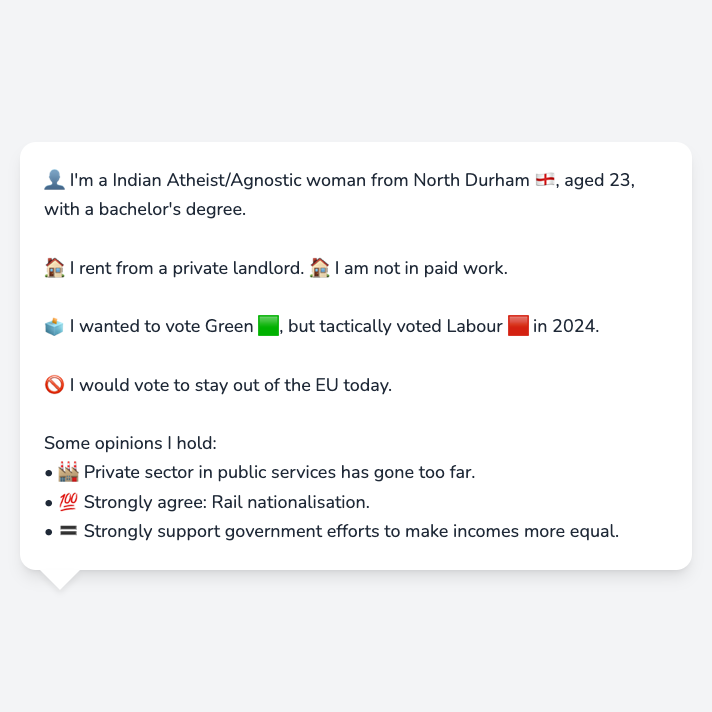 👤 I'm a Indian Atheist/Agnostic woman from North Durham 🏴󠁧󠁢󠁥󠁮󠁧󠁿, aged 23,
with a bachelor's degree.
🏠 I rent from a private landlord. 🏠 I am not in paid work.
🗳️ I wanted to vote Green 🟩, but tactically voted Labour 🟥 in 2024.
🚫 I would vote to stay out of the EU today.
Some opinions I hold:
• 🏭 Private sector in public services has gone too far.
• 💯 Strongly agree: Rail nationalisation.
• 🟰 Strongly support government efforts to make incomes more equal.